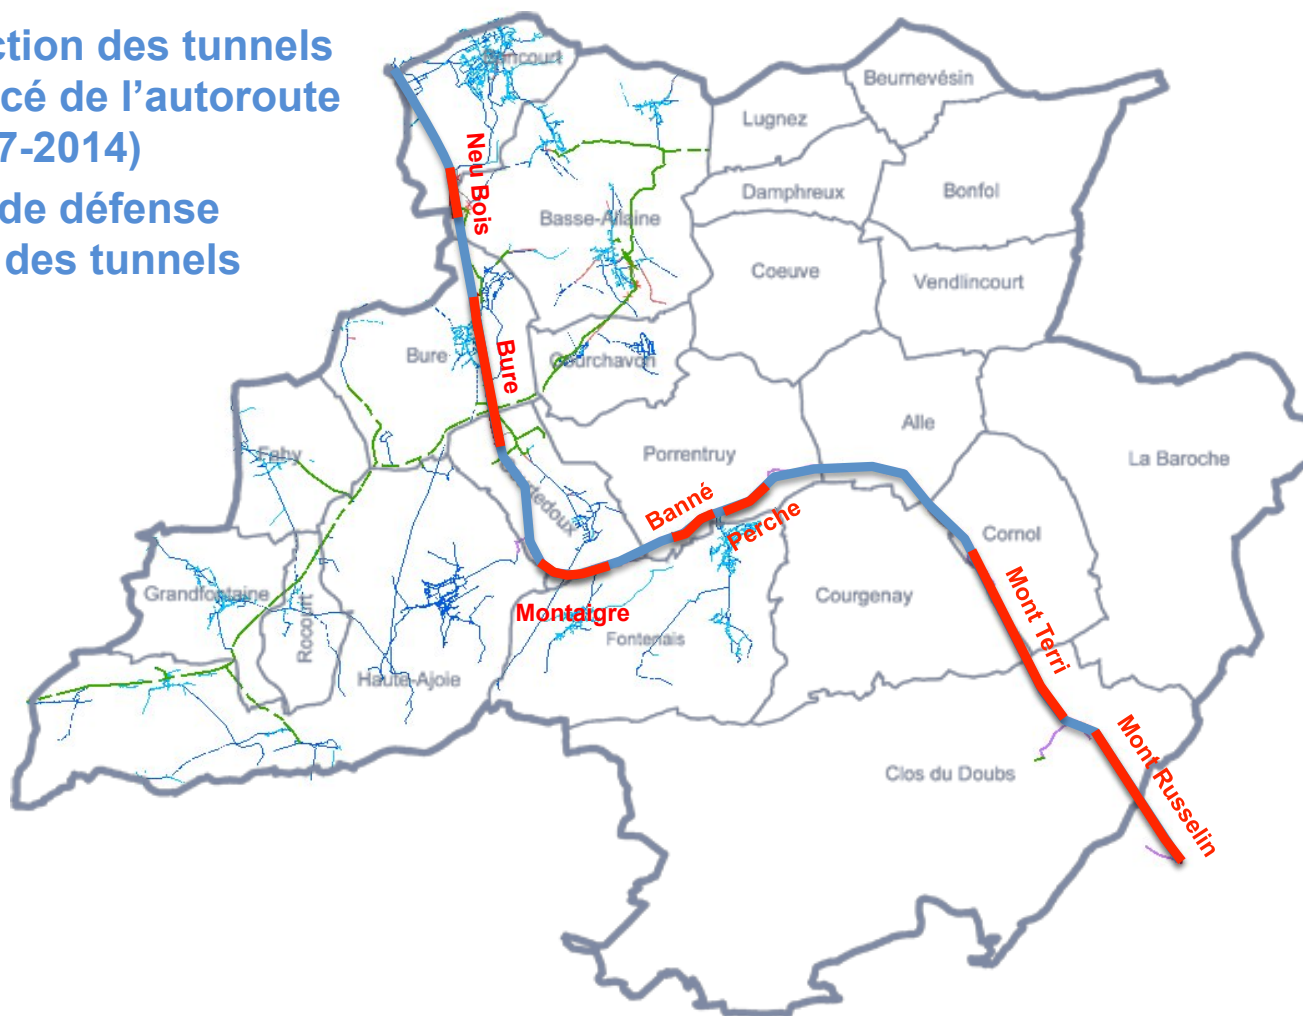 ction des tunnels
cé de l’autoroute
7-2014)
de défense
des tunnels
Beurnevésin
Lugnez
Damphreux
Bonfol
Neu Bois
Basse-Allaine
Coeuve
Vendlincourt
Bure
Bure
Courchavon
Alle
Fahy
Porrentruy
La Baroche
Banné
Perche
Cornol
Grandfontaine
Rocourt
Montaigre
Fontenais
Courgenay
Mont Terri
Haute-Ajoie
Clos du Doubs
Mont Russelin